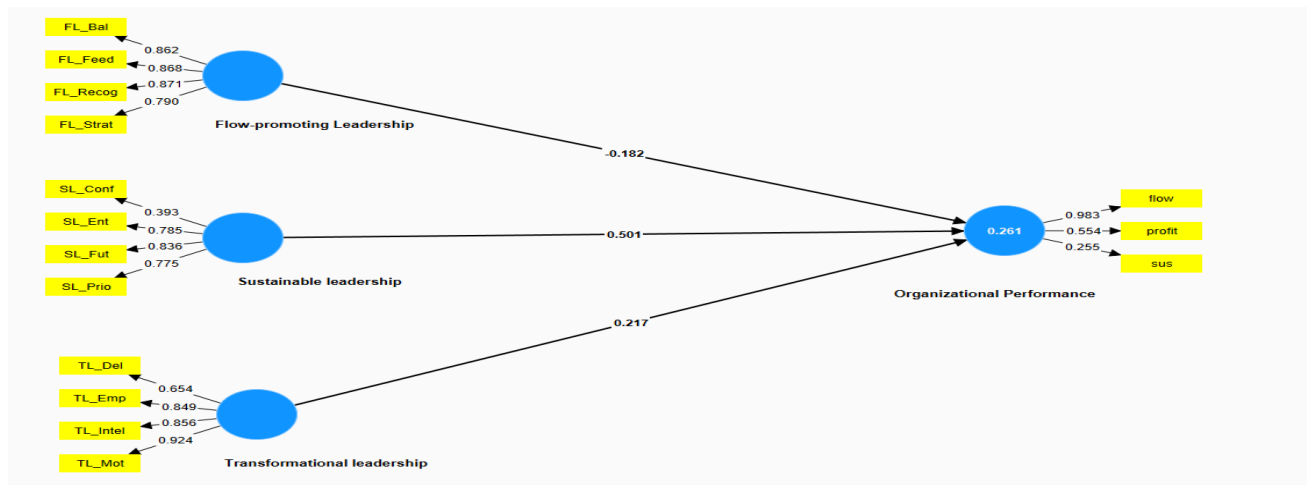 FL_Bal
0.862
FL_Feed
0.868
FL_Recog
0.871
0.790
FL_Strat
Flow-promoting Leadership
-0.182
SL_Conf
0.393
SL_Ent
0.785
SL_Fut
0.836
0.775
SL_Prio
Sustainable leadership
0.501
TL_Del
0.654
TL_Emp
0.849
TL_Intel
0.856
0.924
TL_Mot
Transformational leadership
0.217
0.261
Organizational Performance
flow
0.983
profit
0.554
0.255
sus